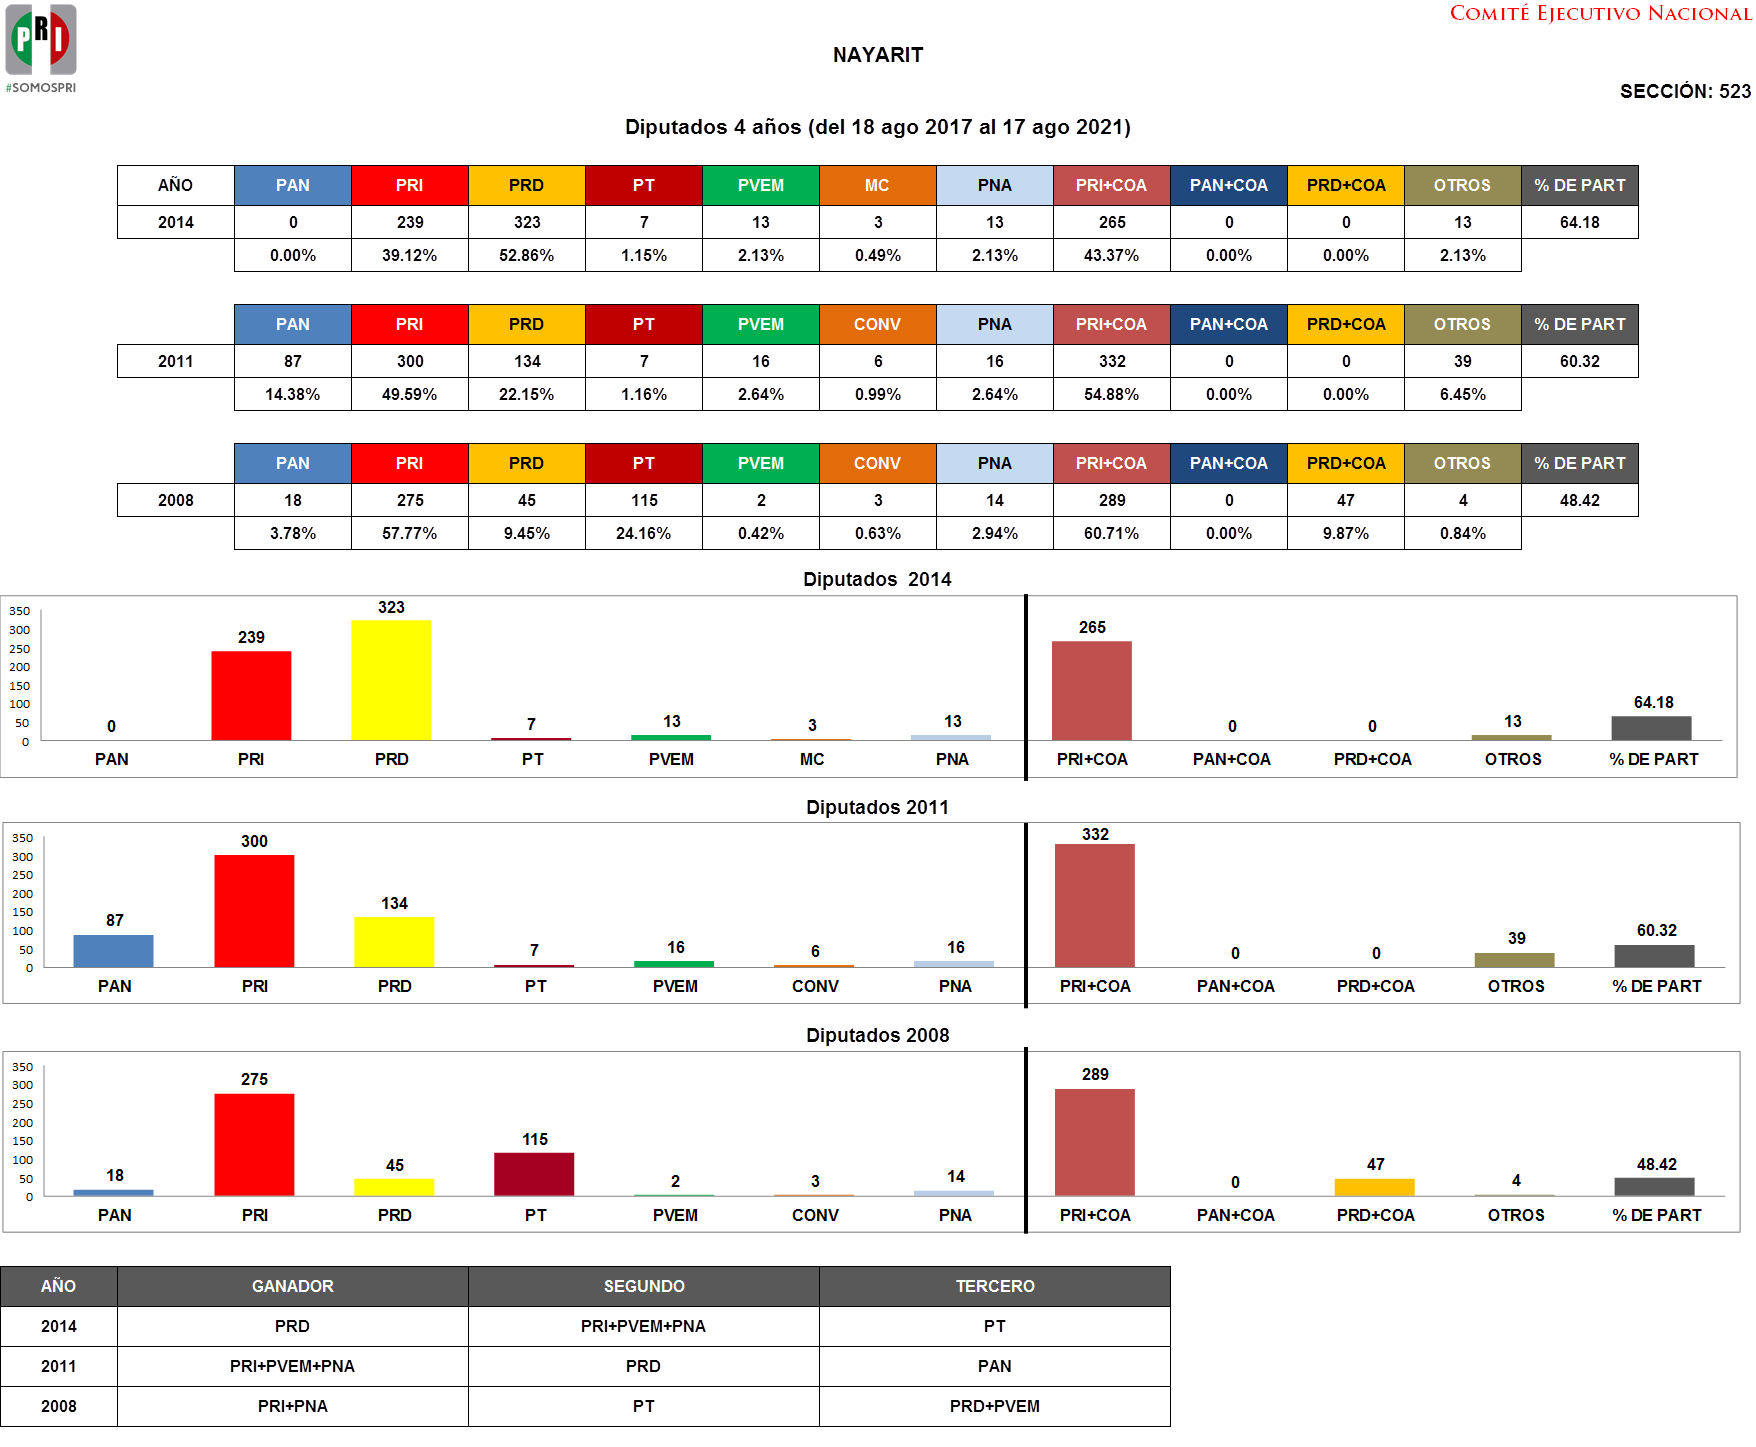 PRI
#SOMOSPRI
COMITÉ EJECUTIVO NACIONAL
NAYARIT
SECCIÓN: 523
Diputados 4 años (del 18 ago 2017 al 17 ago 2021)
AÑO PAN PRI PRD PT PVEM MC PNA PRI+COA PAN+COA PRD+COA OTROS % DE PART
2014 0 239 323 7 13 3 13 265 0 0 13 64.18
0.00% 39.12% 52.86% 1.15% 2.13% 0.49% 2.13% 43.37% 0.00% 0.00% 2.13%
PAN PRI PRD PT PVEM CONV PNA PRI+COA PAN+COA PRD+COA OTROS % DE PART
2011 87 300 134 7 16 6 16 332 0 0 39 60.32
14.38% 49.59% 22.15% 1.16% 2.64% 0.99% 2.64% 54.88% 0.00% 0.00% 6.45%
PAN PRI PRD PT PVEM CONV PNA PRI+COA PAN+COA PRD+COA OTROS % DE PART
2008 18 275 45 115 2 3 14 289 0 47 4 48.42
3.78% 57.77% 9.45% 24.16% 0.42% 0.63% 2.94% 60.71% 0.00% 9.87% 0.84%
Diputados 2014
350
300
250
200
150
100
50
0
0 239 323 7 13 3 13 265 0 0 13 64.18
PAN PRI PRD PT PVEM MC PNA PRI+COA PAN+COA PRD+COA OTROS % DE PART
Diputados 2011
350
300
250
200
150
100
50
0
87 300 134 7 16 6 16 332 0 0 39 60.32
PAN PRI PRD PT PVEM CONV PNA PRI+COA PAN+COA PRD+COA OTROS % DE PART
Diputados 2008
350
300
250
200
150
100
50
0
18 275 45 115 2 3 14 289 0 47 4 48.42
PAN PRI PRD PT PVEM CONV PNA PRI+COA PAN+COA PRD+COA OTROS % DE PART
AÑO GANADOR SEGUNDO TERCERO
2014 PRD PRI+PVEM+PNA PT
2011 PRI+PVEM+PNA PRD PAN
2008 PRI+PNA PT PRD+PVEM